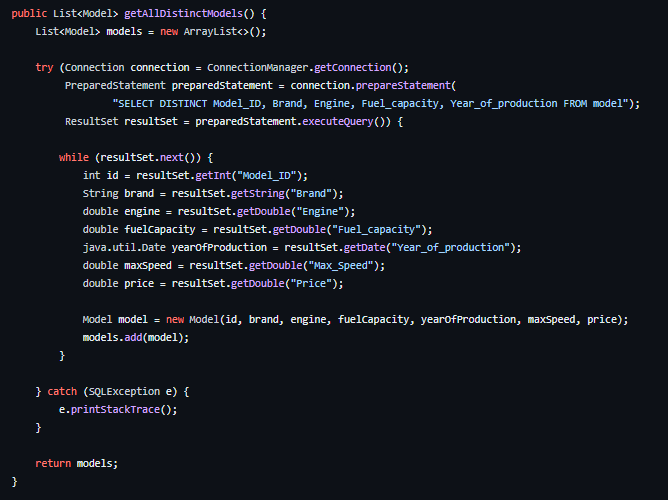 public List<Model> getAllDistinctModels() {
    List<Model> models = new ArrayList<>();
    try (Connection connection = ConnectionManager.getConnection();
         PreparedStatement preparedStatement = connection.prepareStatement(
                 "SELECT DISTINCT Model_ID, Brand, Engine, Fuel_capacity, Year_of_production FROM model");
         ResultSet resultSet = preparedStatement.executeQuery()) {
        while (resultSet.next()) {
            int id = resultSet.getInt("Model_ID");
            String brand = resultSet.getString("Brand");
            double engine = resultSet.getDouble("Engine");
            double fuelCapacity = resultSet.getDouble("Fuel_capacity");
            java.util.Date yearOfProduction = resultSet.getDate("Year_of_production");
            double maxSpeed = resultSet.getDouble("Max_Speed");
            double price = resultSet.getDouble("Price");
            Model model = new Model(id, brand, engine, fuelCapacity, yearOfProduction, maxSpeed, price);
            models.add(model);
        }
    } catch (SQLException e) {
        e.printStackTrace();
    }
    return models;
}